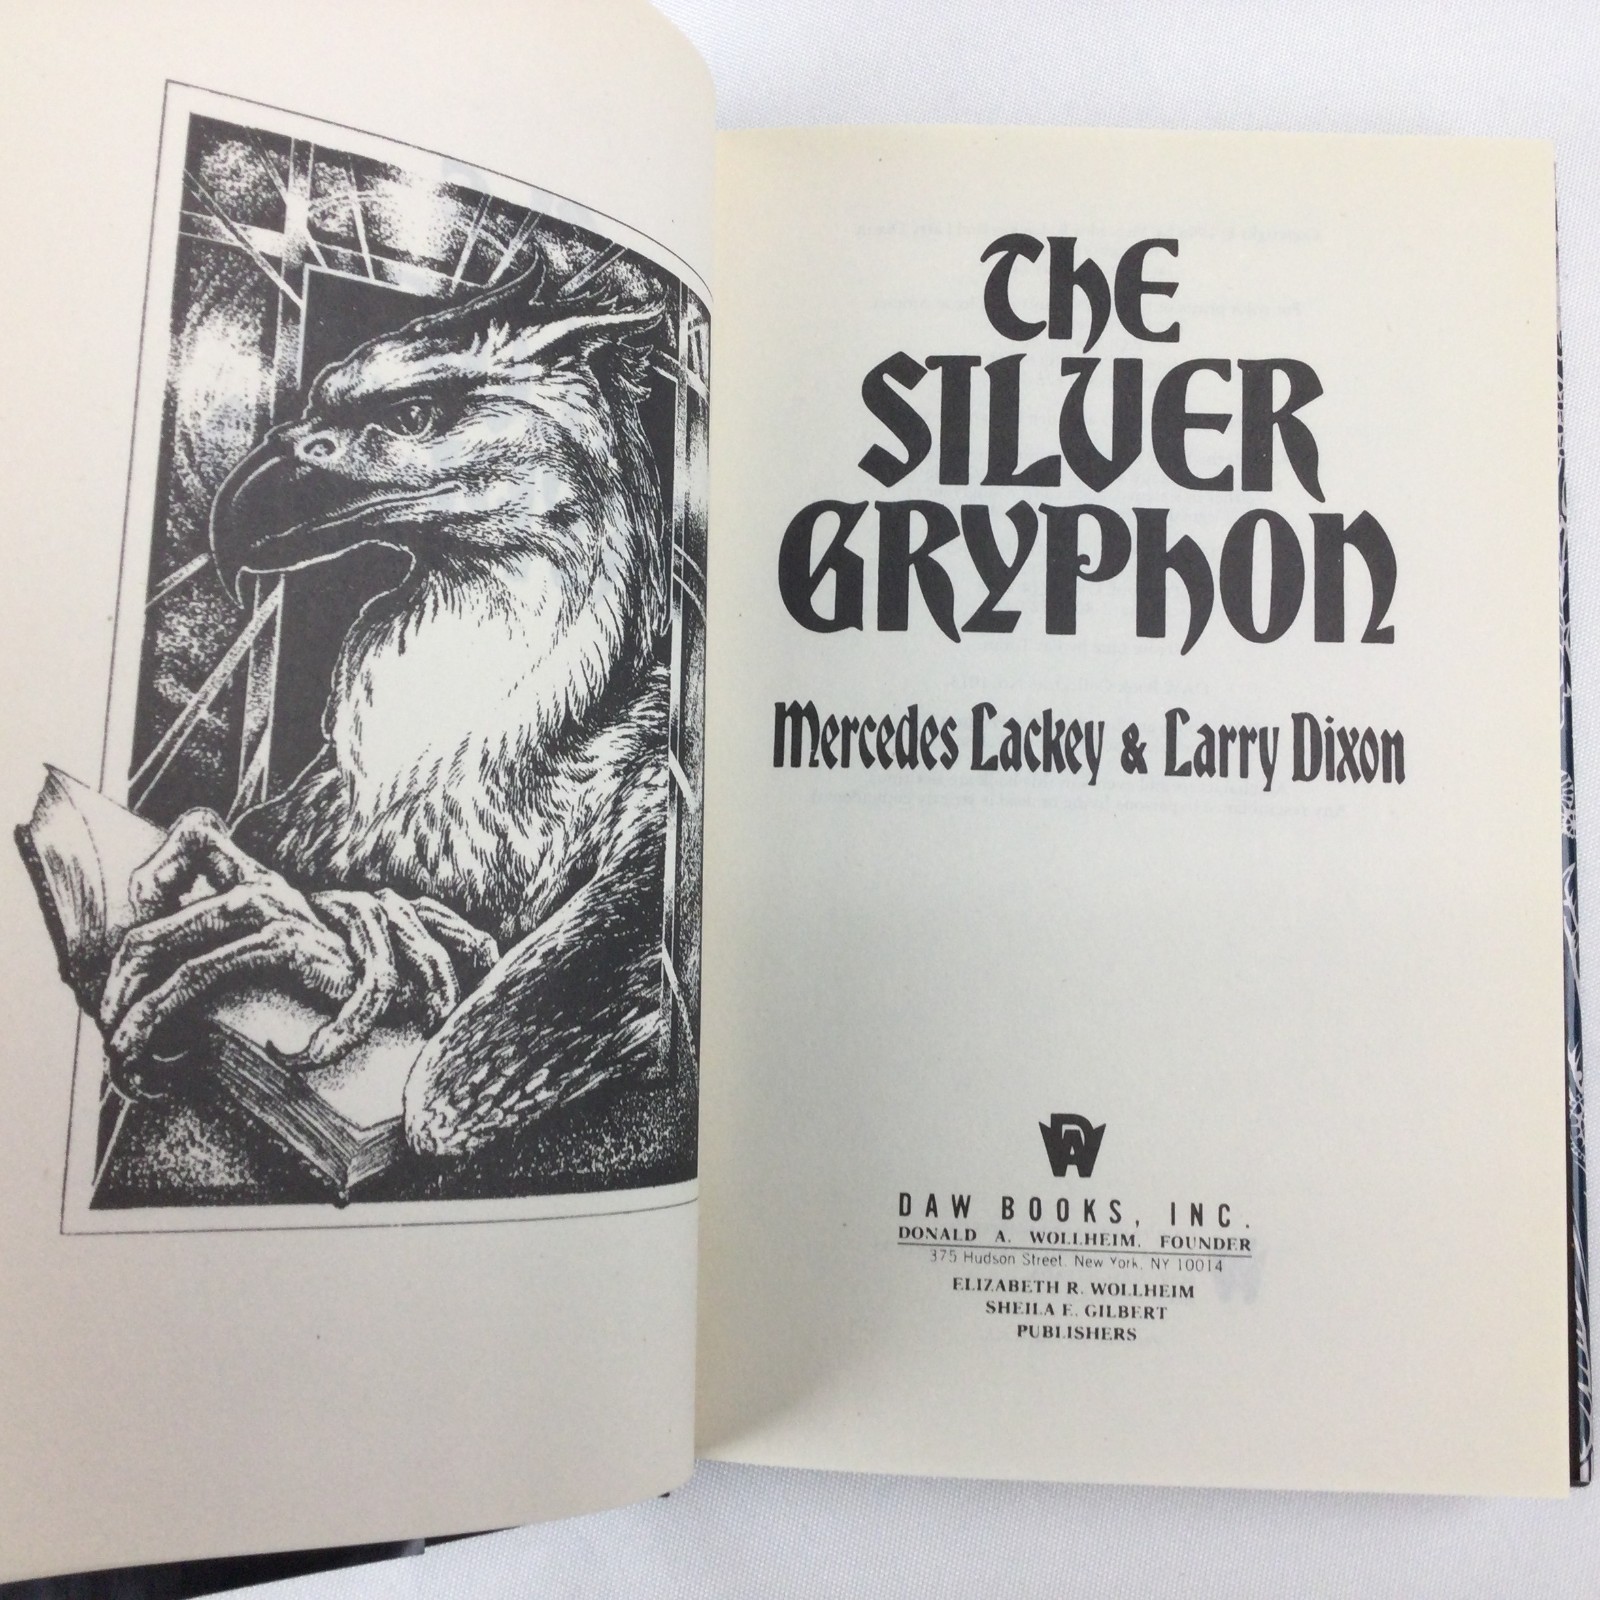 The
SILVER
GRYPhON
Mercedes Lackey & Larry Dixon
DAW
DAW BOOKS, INC.
DONALD A. WOLLHEIM, FOUNDER
375 Hudson Street, New York, NY 10014
ELIZABETH R. WOLLHEIM
SHEILA E. GILBERT
PUBLISHERS